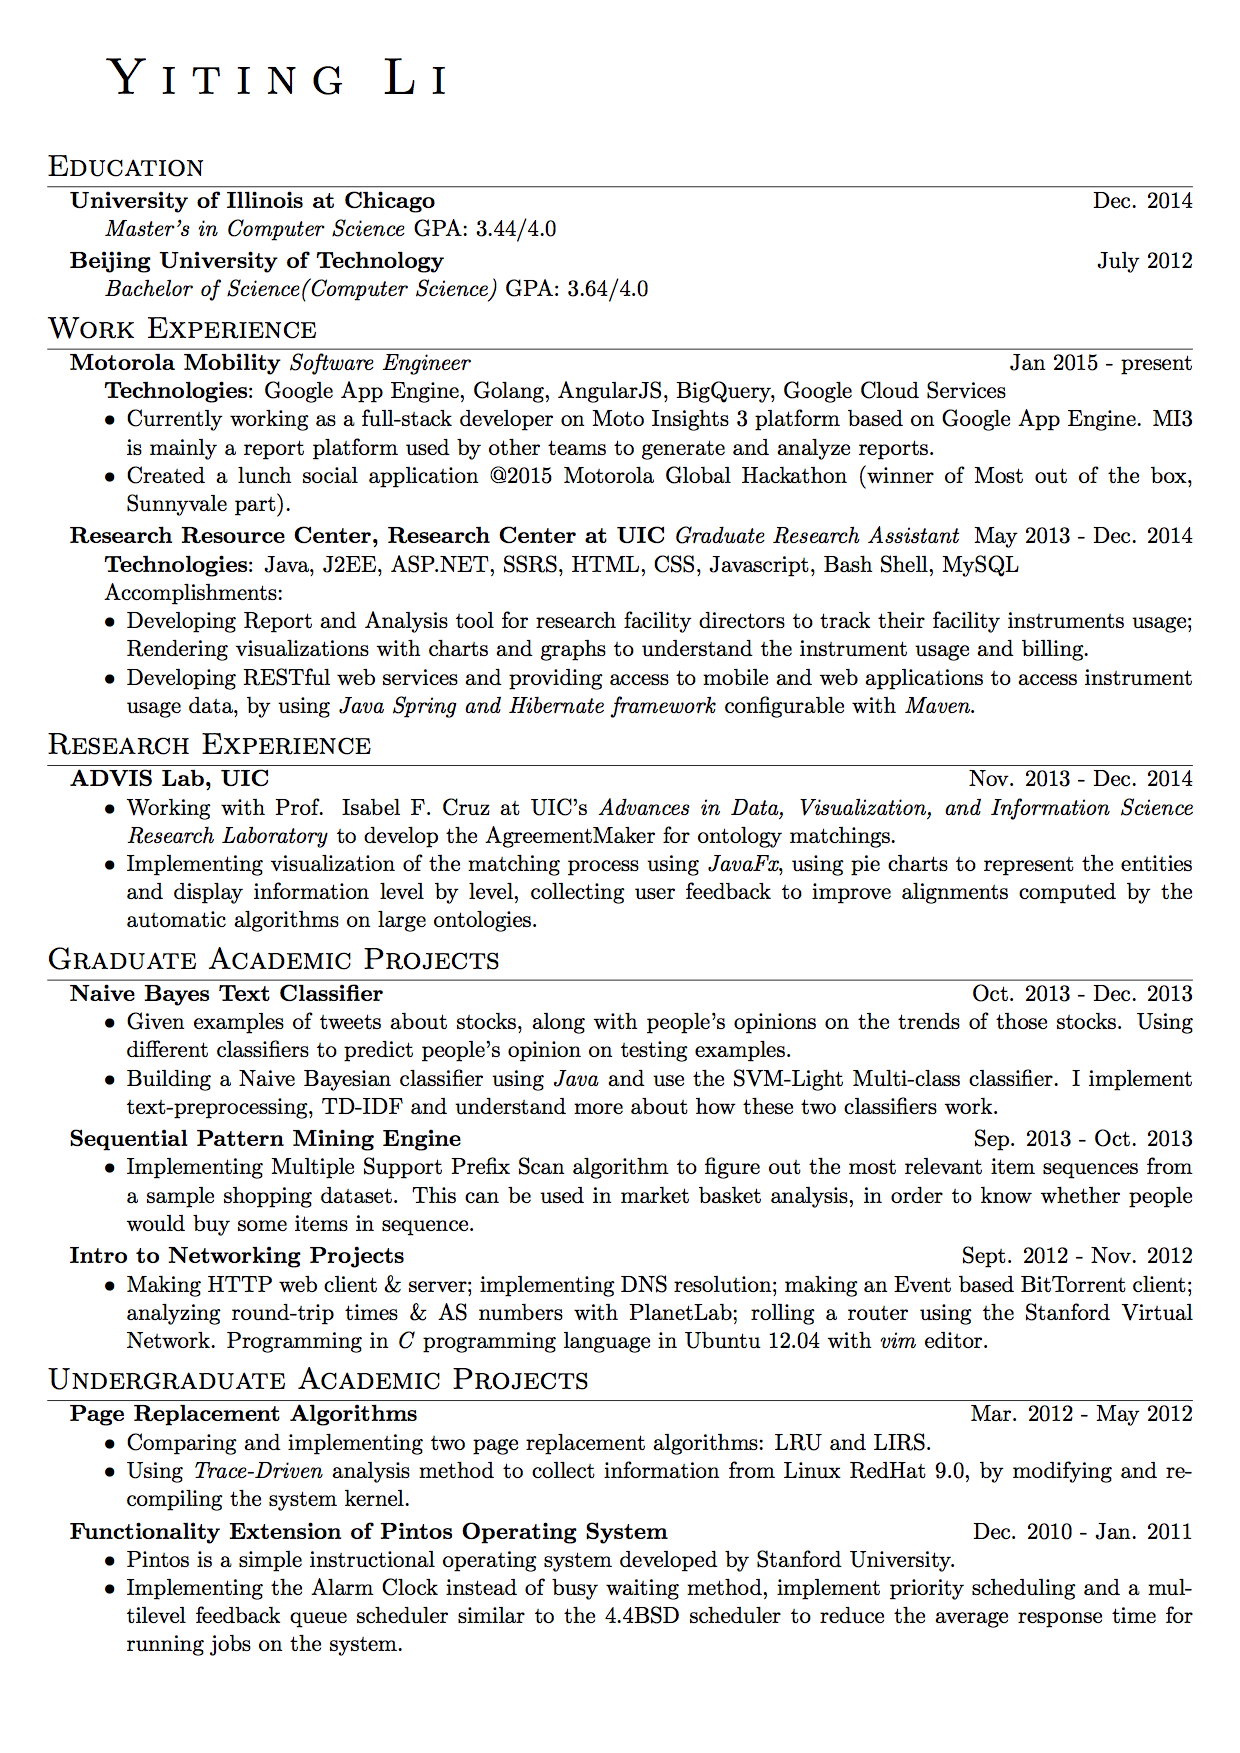 Yiting Li
Education
University of Illinois at Chicago Dec. 2014
Master's in Computer Science GPA: 3.44/4.0
Beijing University of Technology July 2012
Bachelor of Science(Computer Science) GPA: 3.64/4.0
Work Experience
Motorola Mobility Software Engineer Jan 2015 - present
Technologies: Google App Engine, Golang, AngularJS, BigQuery, Google Cloud Services
• Currently working as a full-stack developer on Moto Insights 3 platform based on Google App Engine. MI3
is mainly a report platform used by other teams to generate and analyze reports.
• Created a lunch social application @2015 Motorola Global Hackathon (winner of Most out of the box,
Sunnyvale part).
Research Resource Center, Research Center at UIC Graduate Research Assistant May 2013 - Dec. 2014
Technologies: Java, J2EE, ASP.NET, SSRS, HTML, CSS, Javascript, Bash Shell, MySQL
Accomplishments:
• Developing Report and Analysis tool for research facility directors to track their facility instruments usage;
Rendering visualizations with charts and graphs to understand the instrument usage and billing.
• Developing RESTful web services and providing access to mobile and web applications to access instrument
usage data, by using Java Spring and Hibernate framework configurable with Maven.
Research Experience
ADVIS Lab, UIC Nov. 2013 - Dec. 2014
• Working with Prof. Isabel F. Cruz at UIC's Advances in Data, Visualization, and Information Science
Research Laboratory to develop the AgreementMaker for ontology matchings.
• Implementing visualization of the matching process using JavaFx, using pie charts to represent the entities
and display information level by level, collecting user feedback to improve alignments computed by the
automatic algorithms on large ontologies.
Graduate Academic Projects
Naive Bayes Text Classifier Oct. 2013 - Dec. 2013
• Given examples of tweets about stocks, along with people's opinions on the trends of those stocks. Using
different classifiers to predict people's opinion on testing examples.
• Building a Naive Bayesian classifier using Java and use the SVM-Light Multi-class classifier. I implement
text-preprocessing, TD-IDF and understand more about how these two classifiers work.
Sequential Pattern Mining Engine Sep. 2013 - Oct. 2013
• Implementing Multiple Support Prefix Scan algorithm to figure out the most relevant item sequences from
a sample shopping dataset. This can be used in market basket analysis, in order to know whether people
would buy some items in sequence.
Intro to Networking Projects Sept. 2012 - Nov. 2012
• Making HTTP web client & server; implementing DNS resolution; making an Event based BitTorrent client;
analyzing round-trip times & AS numbers with PlanetLab; rolling a router using the Stanford Virtual
Network. Programming in C programming language in Ubuntu 12.04 with vim editor.
Undergraduate Academic Projects
Page Replacement Algorithms Mar. 2012 - May 2012
• Comparing and implementing two page replacement algorithms: LRU and LIRS.
• Using Trace-Driven analysis method to collect information from Linux RedHat 9.0, by modifying and re-
compiling the system kernel.
Functionality Extension of Pintos Operating System Dec. 2010 - Jan. 2011
• Pintos is a simple instructional operating system developed by Stanford University.
• Implementing the Alarm Clock instead of busy waiting method, implement priority scheduling and a mul-
tilevel feedback queue scheduler similar to the 4.4BSD scheduler to reduce the average response time for
running jobs on the system.